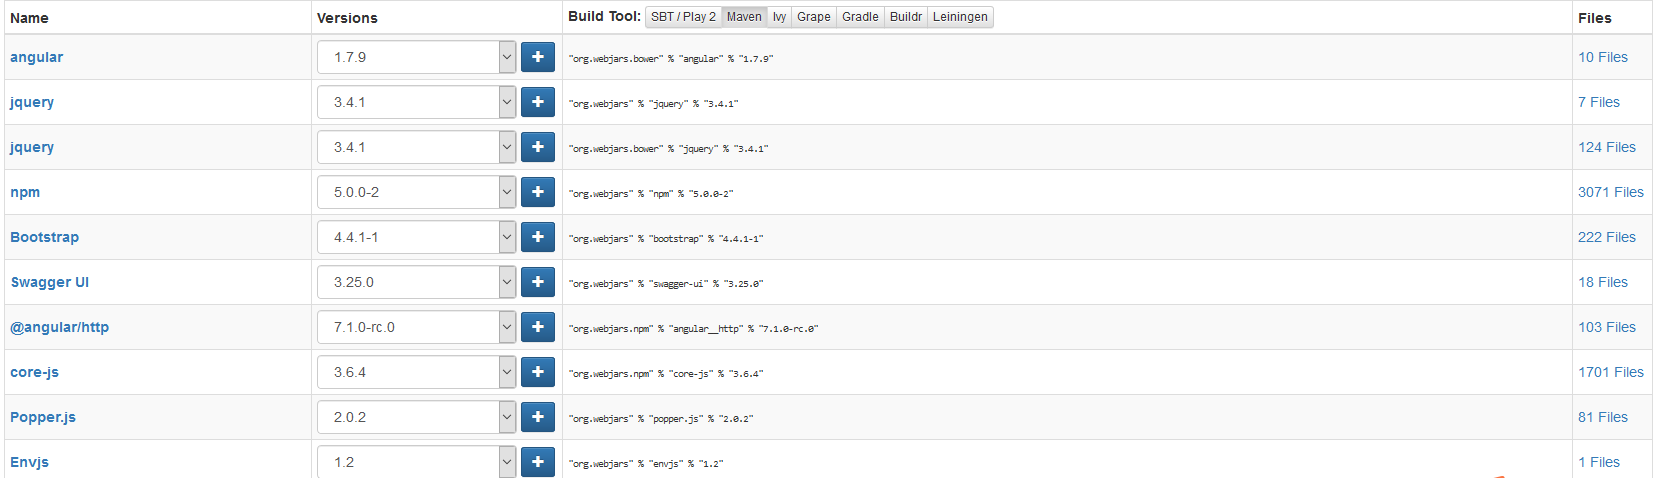 Name Versions Build Tool: SBT / Play 2 Maven Ivy Grape Gradle Buildr Leiningen Files
angular 1.7.9 + "org.webjars.bower" % "angular" % "1.7.9" 10 Files
jquery 3.4.1 + "org.webjars" % "jquery" % "3.4.1" 7 Files
jquery 3.4.1 + "org.webjars.bower" % "jquery" % "3.4.1" 124 Files
npm 5.0.0-2 + "org.webjars" % "npm" % "5.0.0-2" 3071 Files
Bootstrap 4.4.1-1 + "org.webjars" % "bootstrap" % "4.4.1-1" 222 Files
Swagger UI 3.25.0 + "org.webjars" % "swagger-ui" % "3.25.0" 18 Files
@angular/http 7.1.0-rc.0 + "org.webjars.npm" % "angular__http" % "7.1.0-rc.0" 103 Files
core-js 3.6.4 + "org.webjars.npm" % "core-js" % "3.6.4" 1701 Files
Popper.js 2.0.2 + "org.webjars" % "popper.js" % "2.0.2" 81 Files
Envjs 1.2 + "org.webjars" % "envjs" % "1.2" 1 Files